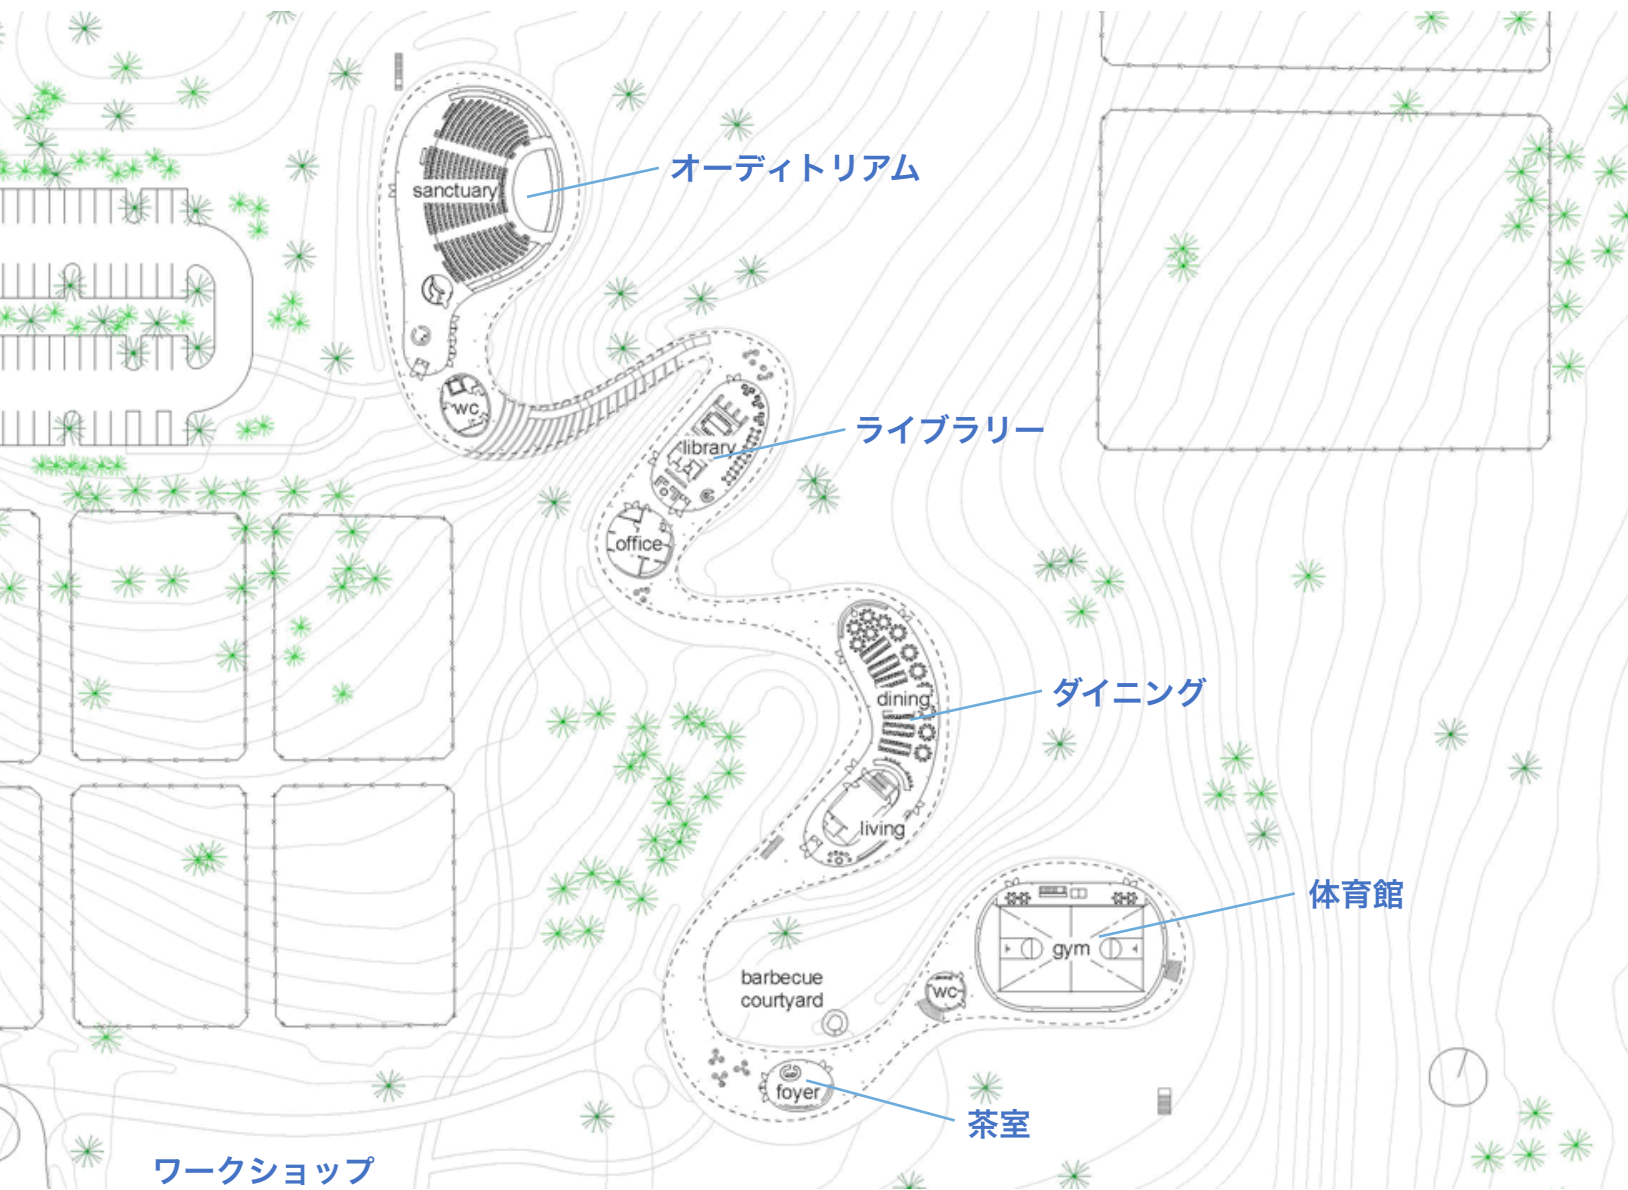 sanctuary
オーディトリアム
wc
ライブラリー
library
office
ダイニング
dining
living
体育館
gym
barbecue
courtyard
wc
foyer
茶室
ワークショップ